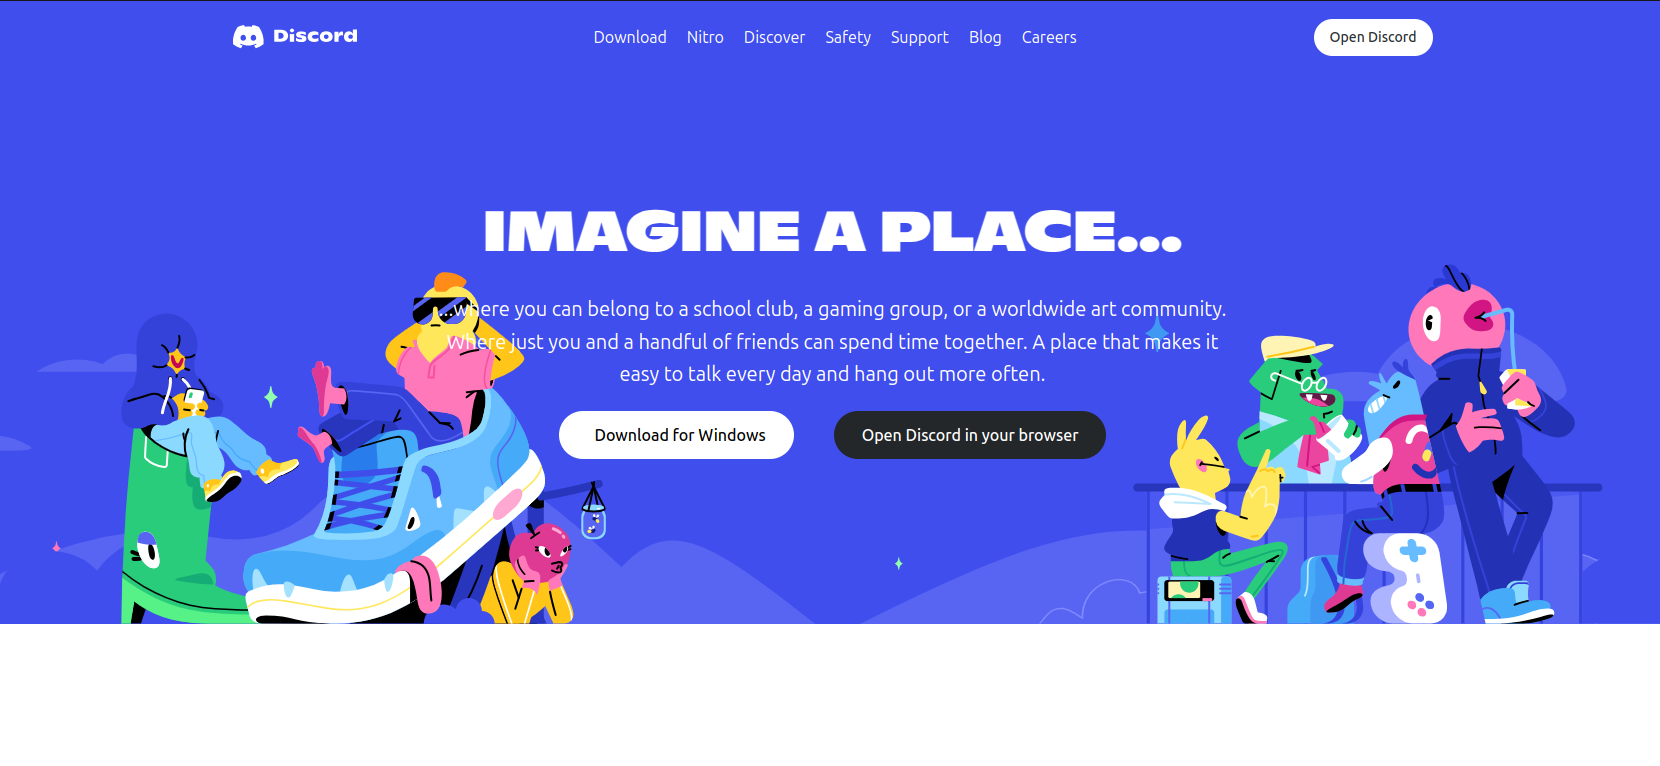 Discord
Download Nitro Discover Safety Support Blog Careers
Open Discord
IMAGINE A PLACE...
...where you can belong to a school club, a gaming group, or a worldwide art community.
Where just you and a handful of friends can spend time together. A place that makes it
easy to talk every day and hang out more often.
Download for Windows
Open Discord in your browser